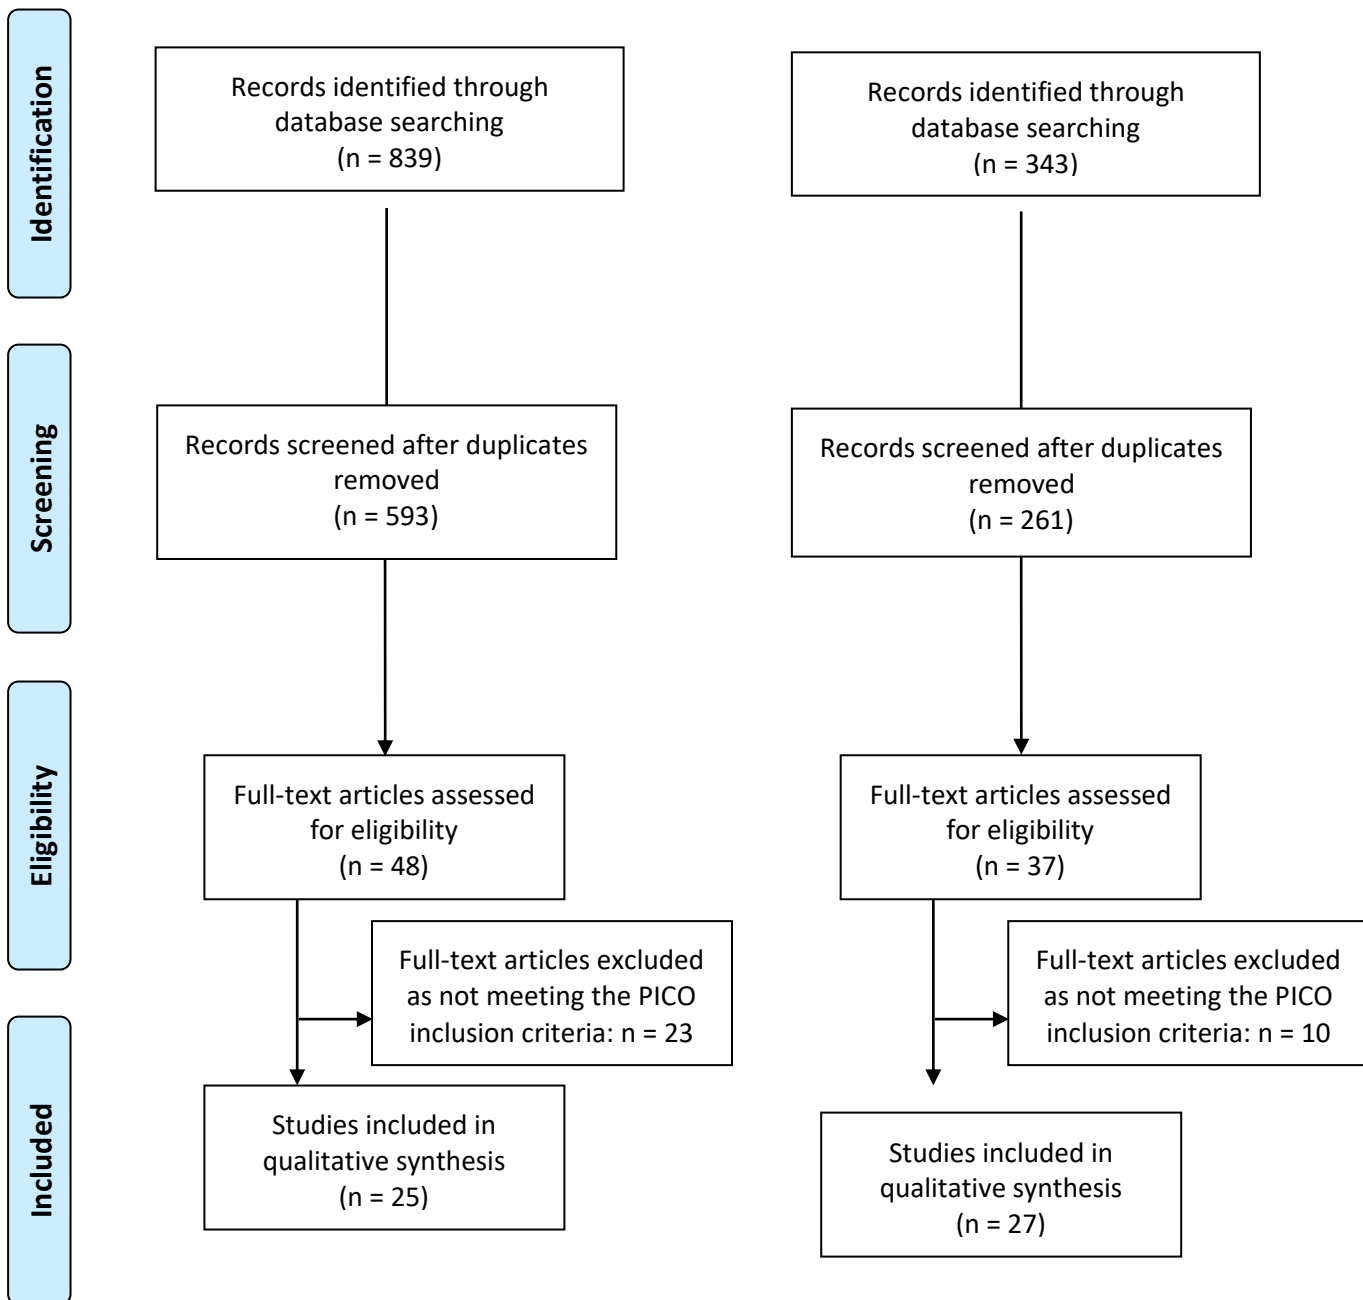 Identification
Records identified through
database searching
(n = 839)
Records identified through
database searching
(n = 343)
Screening
Records screened after duplicates
removed
(n = 593)
Records screened after duplicates
removed
(n = 261)
Eligibility
Full-text articles assessed
for eligibility
(n = 48)
Full-text articles assessed
for eligibility
(n = 37)
Full-text articles excluded
as not meeting the PICO
inclusion criteria: n = 23
Full-text articles excluded
as not meeting the PICO
inclusion criteria: n = 10
Included
Studies included in
qualitative synthesis
(n = 25)
Studies included in
qualitative synthesis
(n = 27)